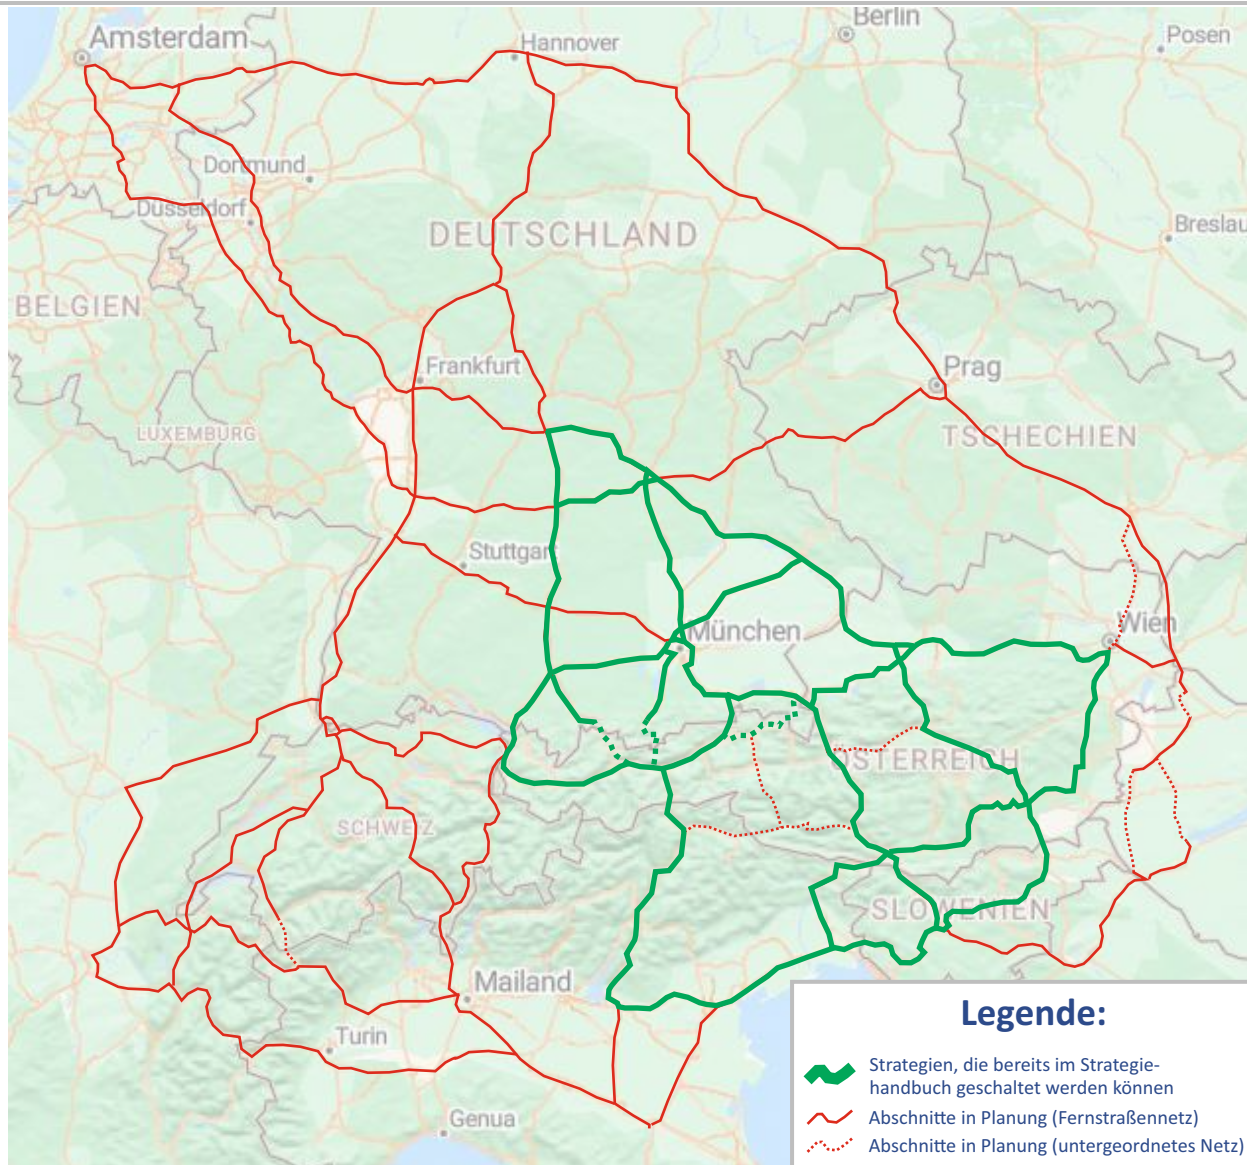 Berlin
Amsterdam
Hannover
Posen
Dortmund
Düsseldorf
DEUTSCHLAND
Breslau
BELGIEN
Frankfurt
Prag
LUXEMBURG
TSCHECHIEN
Stuttgart
München
Wien
ÖSTERREICH
SCHWEIZ
SLOWENIEN
Mailand
Turin
Genua
Legende:
Strategien, die bereits im Strategie-
handbuch geschaltet werden können
Abschnitte in Planung (Fernstraßennetz)
Abschnitte in Planung (untergeordnetes Netz)